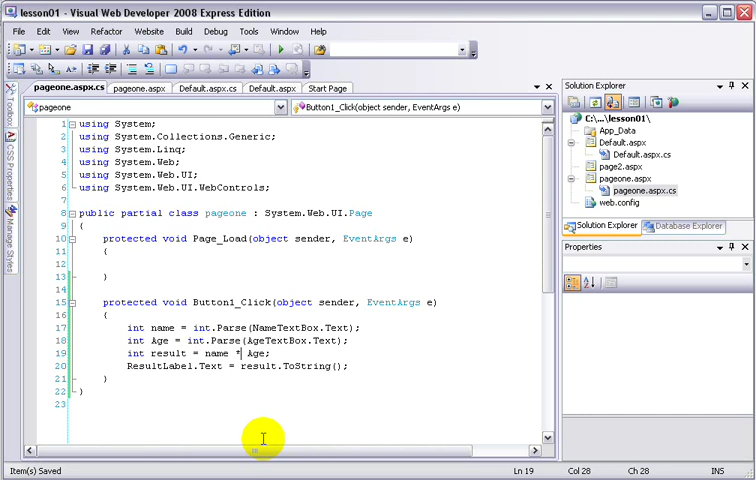 lesson01 - Visual Web Developer 2008 Express Edition
File Edit View Refactor Website Build Debug Tools Window Help
pageone.aspx.cs pageone.aspx Default.aspx.cs Default.aspx Start Page
pageone Button1_Click(object sender, EventArgs e)
Toolbox
CSS Properties
Manage Styles
1 using System;
2 using System.Collections.Generic;
3 using System.Linq;
4 using System.Web;
5 using System.Web.UI;
6 using System.Web.UI.WebControls;
7
8 public partial class pageone : System.Web.UI.Page
9 {
10 protected void Page_Load(object sender, EventArgs e)
11 {
12
13 }
14
15 protected void Button1_Click(object sender, EventArgs e)
16 {
17 int name = int.Parse(NameTextBox.Text);
18 int Age = int.Parse(AgeTextBox.Text);
19 int result = name * Age;
20 ResultLabel.Text = result.ToString();
21 }
22 }
23
Solution Explorer
C:\...\lesson01\
App_Data
Default.aspx
Default.aspx.cs
page2.aspx
pageone.aspx
pageone.aspx.cs
web.config
Solution Explorer Database Explorer
Properties
Item(s) Saved Ln 19 Col 28 Ch 28